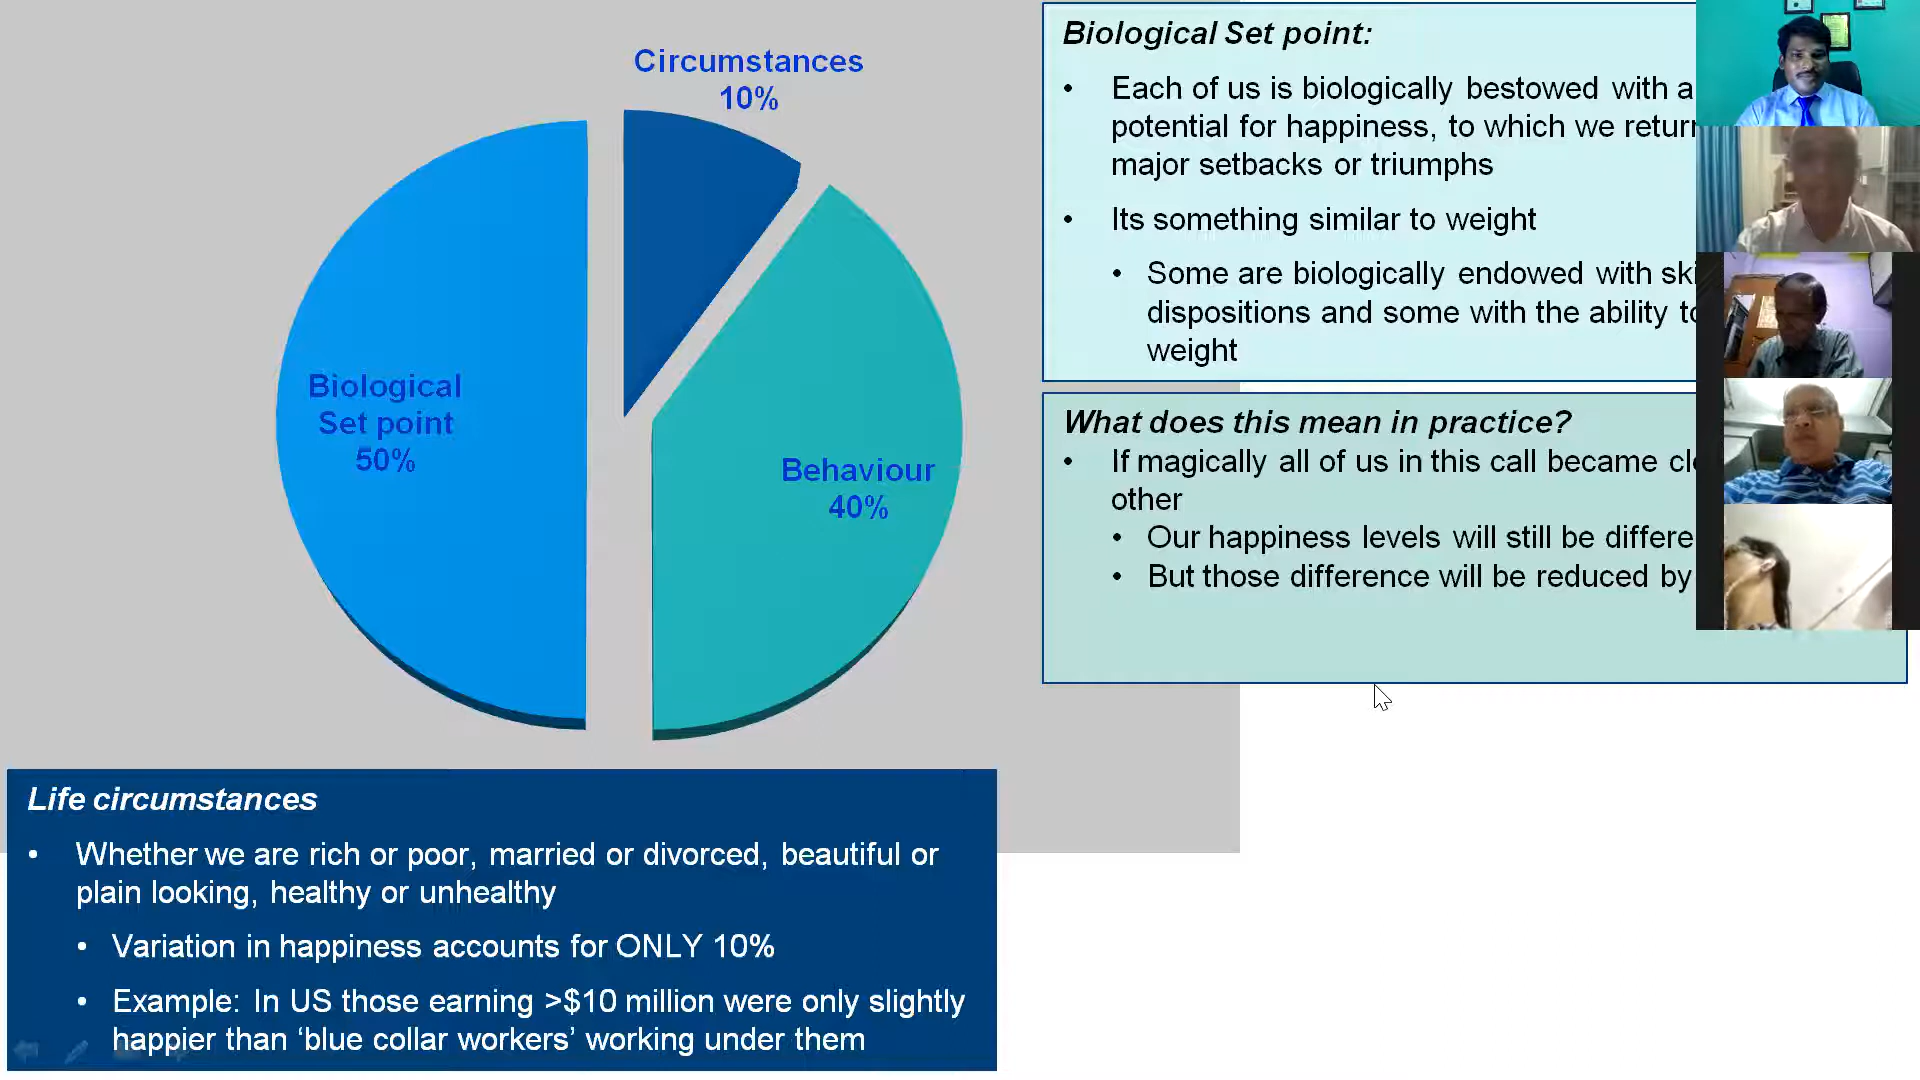 Circumstances
10%
Biological
Set point
50%
Behaviour
40%
Biological Set point:
• Each of us is biologically bestowed with a
potential for happiness, to which we return
major setbacks or triumphs
• Its something similar to weight
• Some are biologically endowed with
dispositions and some with the ability to
weight
What does this mean in practice?
• If magically all of us in this call became
other
• Our happiness levels will still be
• But those difference will be reduced by
Life circumstances
• Whether we are rich or poor, married or divorced, beautiful or
plain looking, healthy or unhealthy
• Variation in happiness accounts for ONLY 10%
• Example: In US those earning >$10 million were only slightly
happier than ‘blue collar workers’ working under them